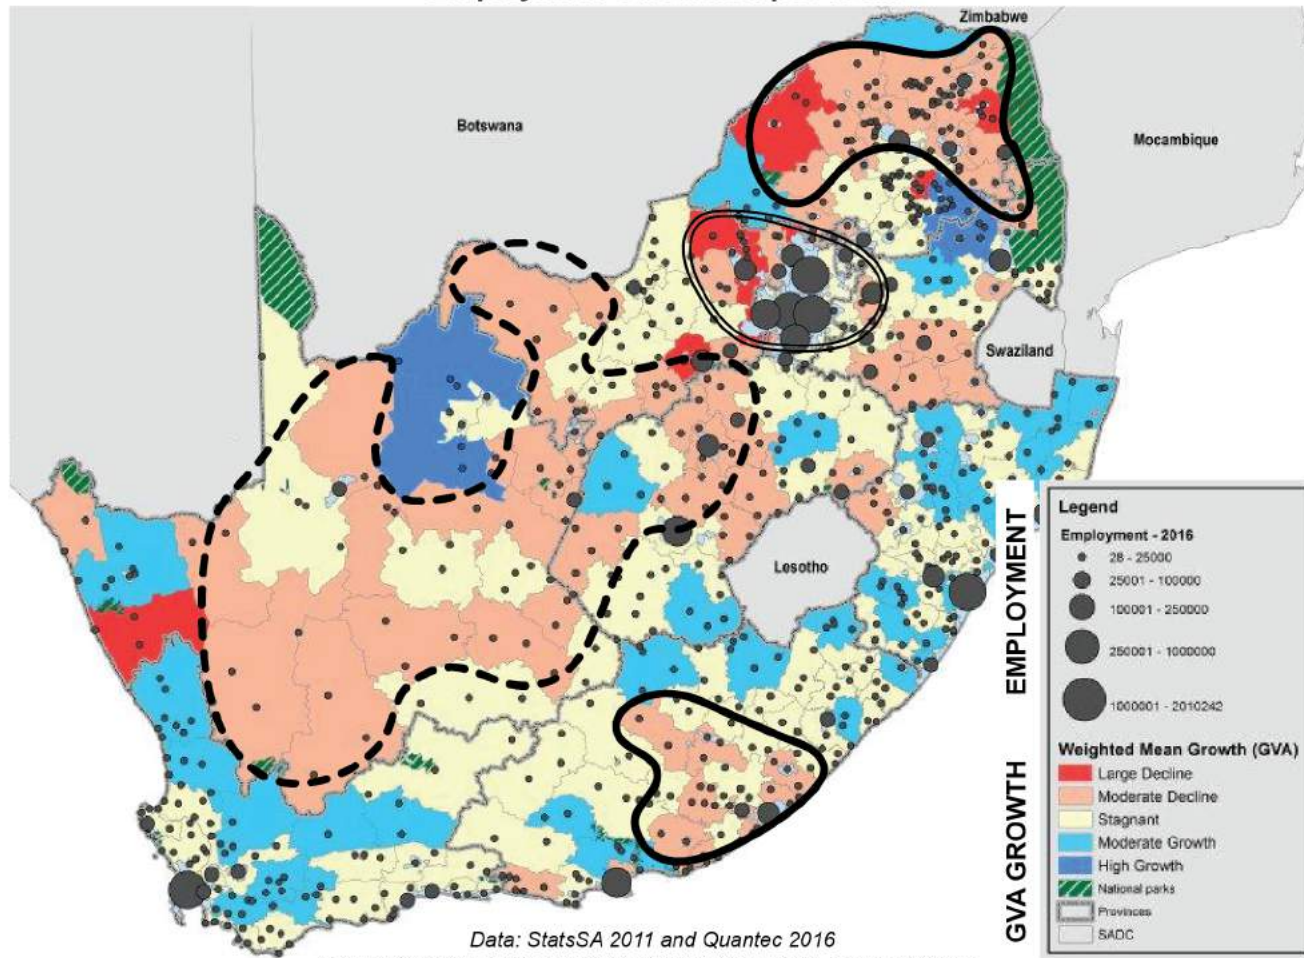 Zimbabwe
Botswana
Mocambique
Swaziland
Lesotho
EMPLOYMENT
GVA GROWTH
Legend
Employment - 2016
28 - 25000
25001 - 100000
100001 - 250000
250001 - 1000000
1000001 - 2010242
Weighted Mean Growth (GVA)
Large Decline
Moderate Decline
Stagnant
Moderate Growth
High Growth
National parks
Provinces
SADC
Data: StatsSA 2011 and Quantec 2016